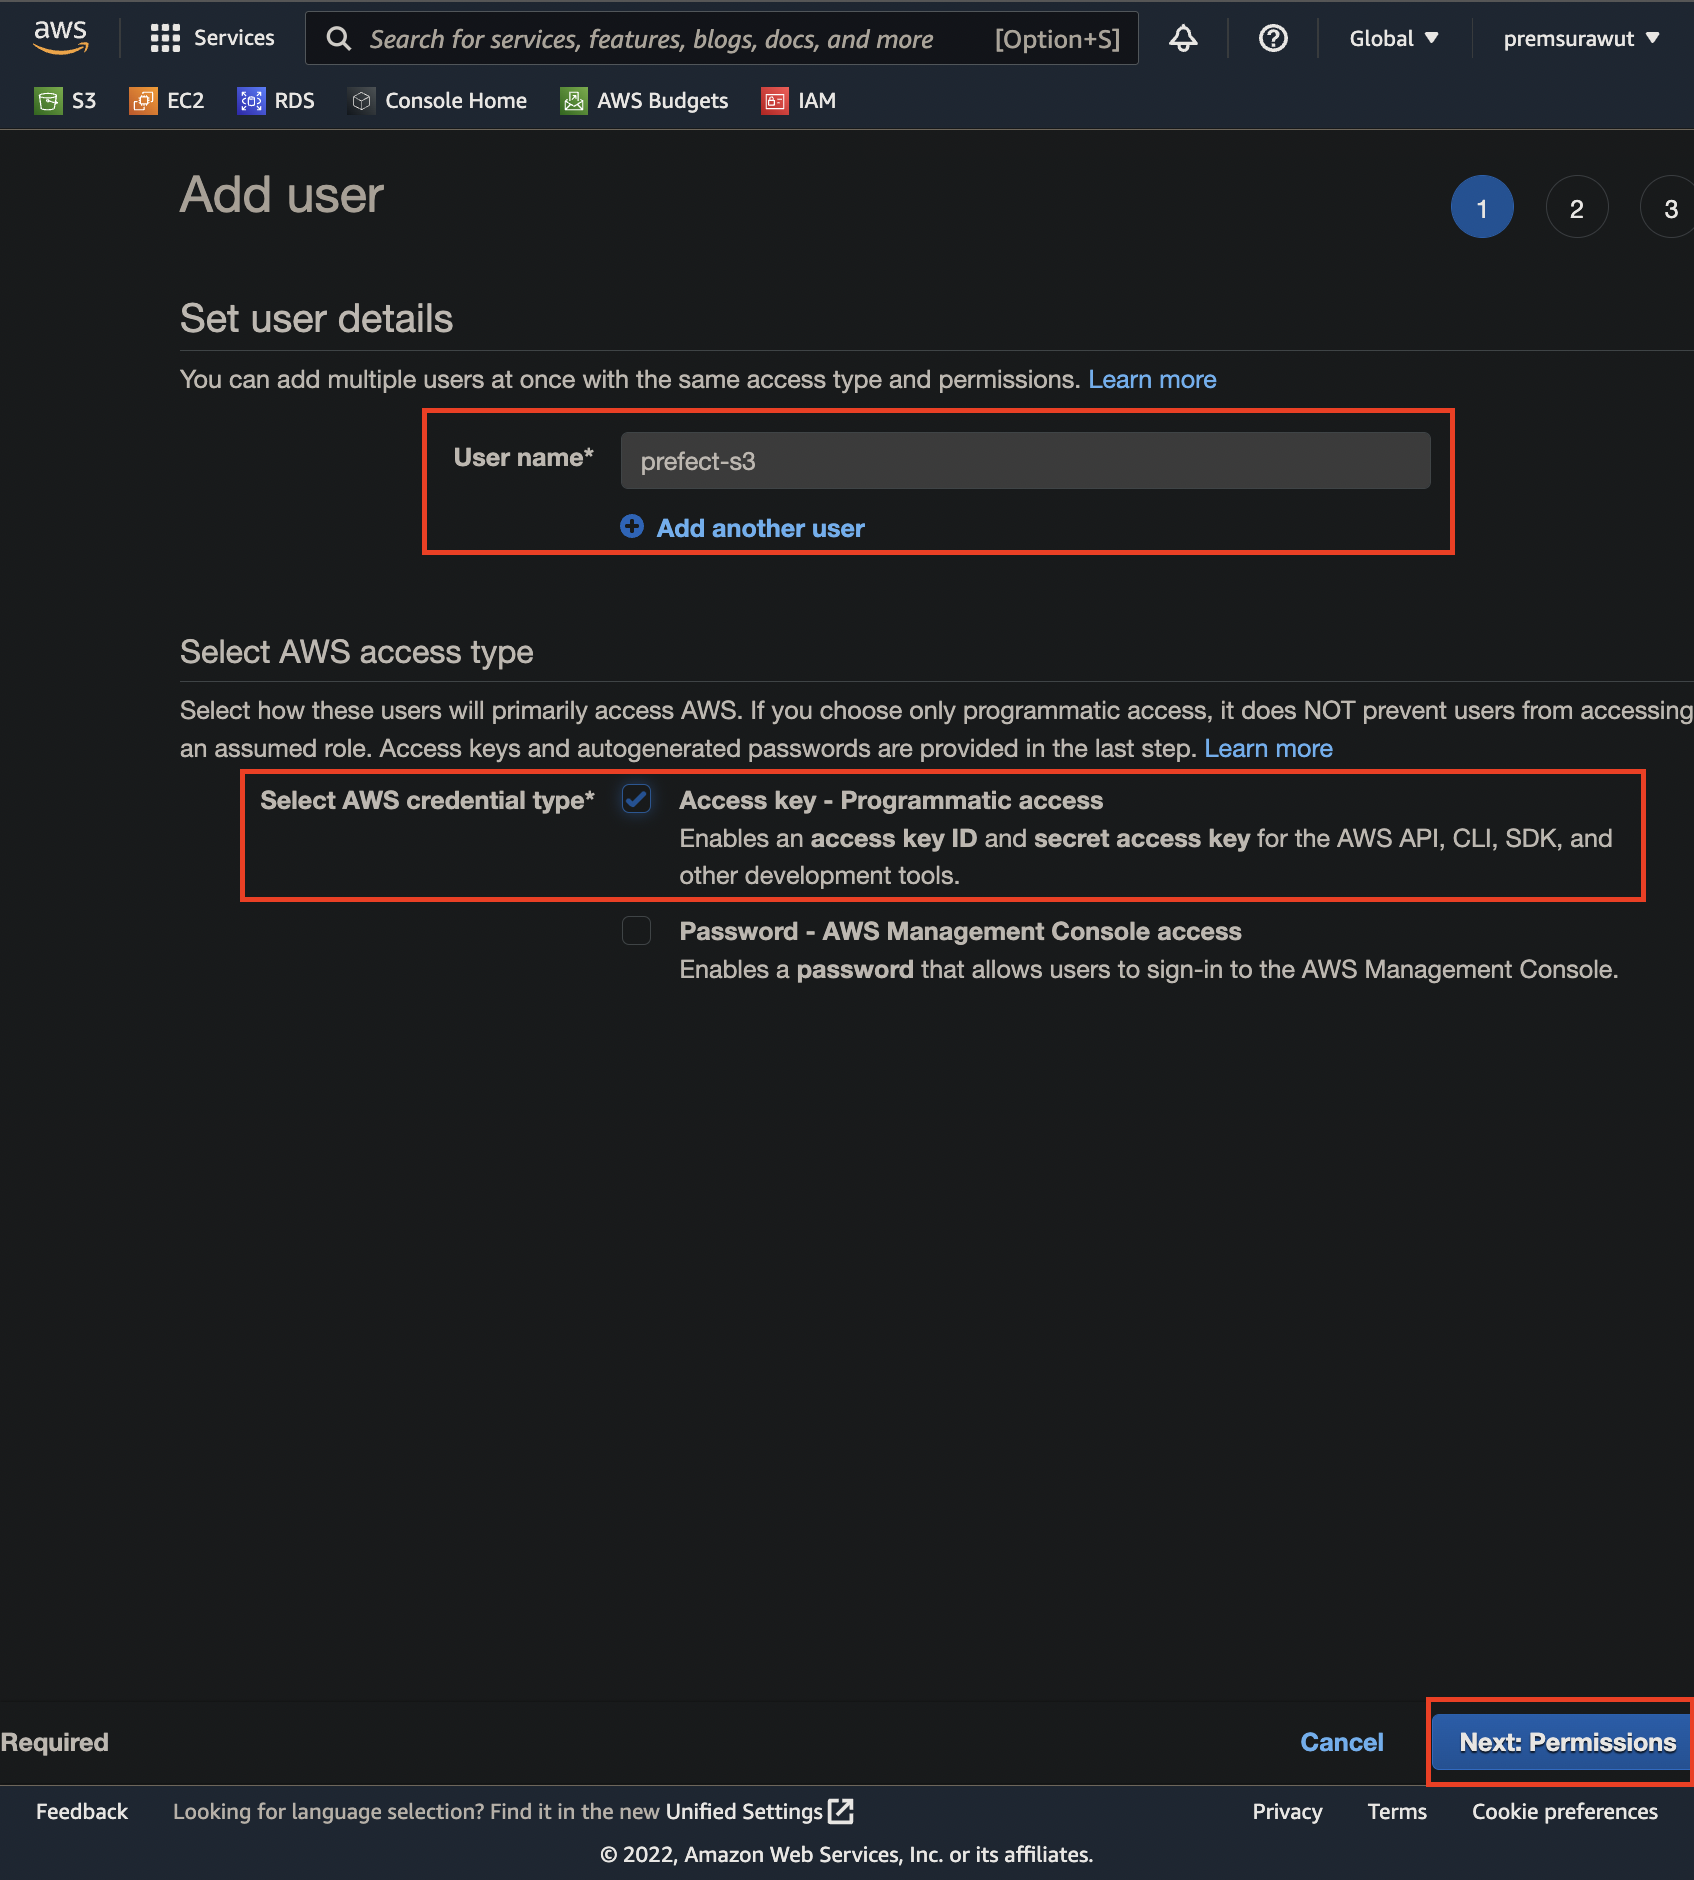 aws
Services
Search for services, features, blogs, docs, and more [Option+S]
Global
premsurawut
S3
EC2
RDS
Console Home
AWS Budgets
IAM
Add user
1
2
3
Set user details
You can add multiple users at once with the same access type and permissions. Learn more
User name* prefect-s3
Add another user
Select AWS access type
Select how these users will primarily access AWS. If you choose only programmatic access, it does NOT prevent users from accessing
an assumed role. Access keys and autogenerated passwords are provided in the last step. Learn more
Select AWS credential type* Access key - Programmatic access
Enables an access key ID and secret access key for the AWS API, CLI, SDK, and
other development tools.
Password - AWS Management Console access
Enables a password that allows users to sign-in to the AWS Management Console.
Required
Cancel
Next: Permissions
Feedback
Looking for language selection? Find it in the new Unified Settings
Privacy
Terms
Cookie preferences
© 2022, Amazon Web Services, Inc. or its affiliates.